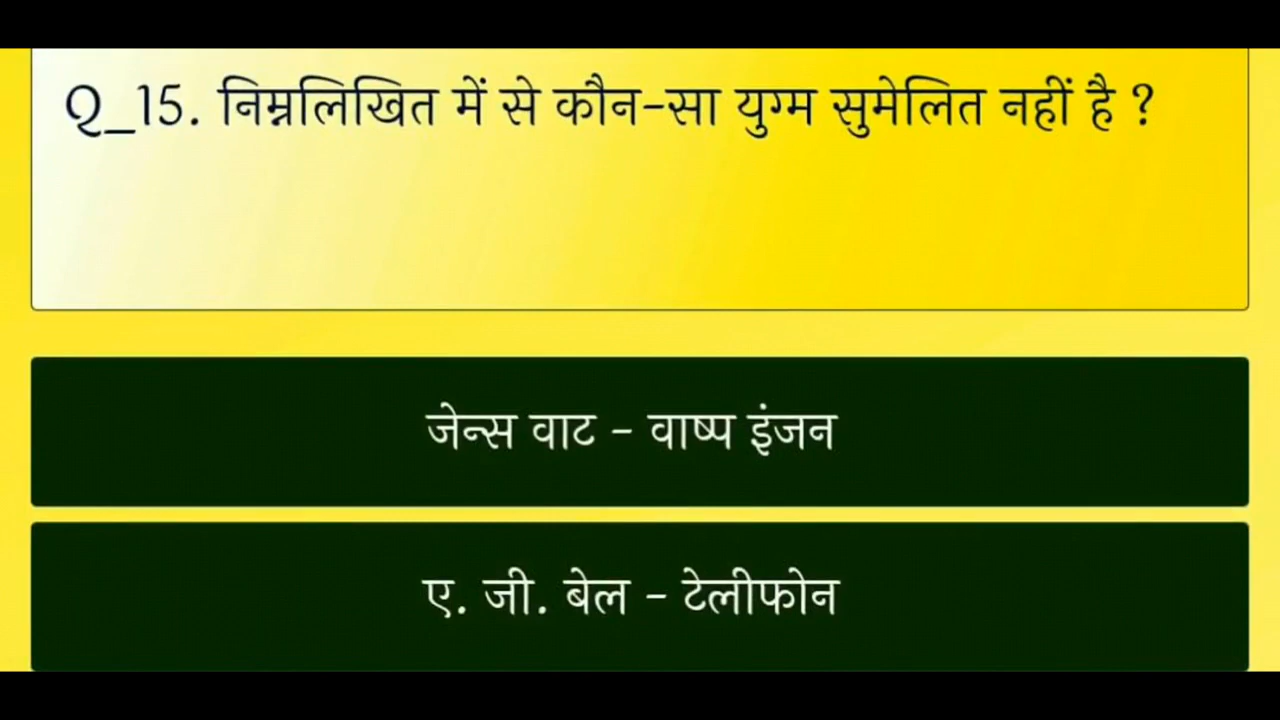 Q_15. निम्नलिखित में से कौन-सा युग्म सुमेलित नहीं है ?
जेन्स वाट - वाष्प इंजन
ए. जी. बेल - टेलीफोन